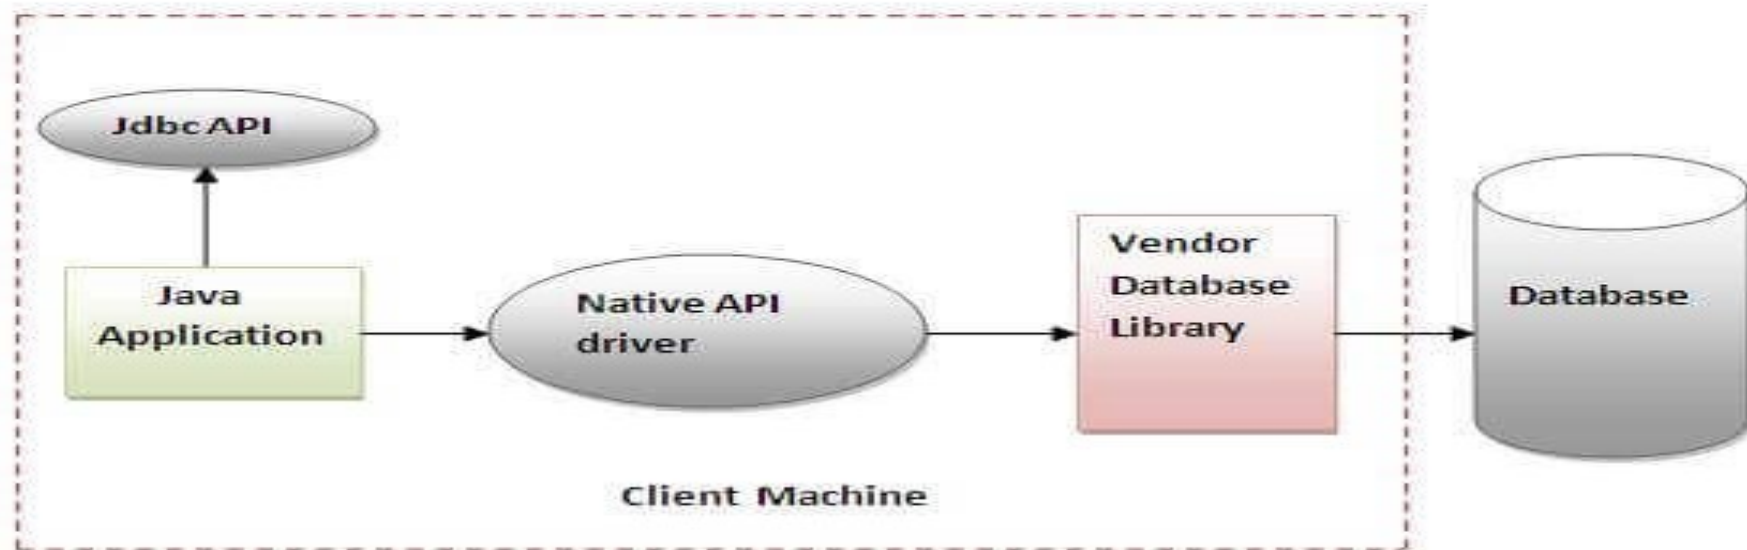 Jdbc API
Java
Application
Native API
driver
Vendor
Database
Library
Database
Client Machine